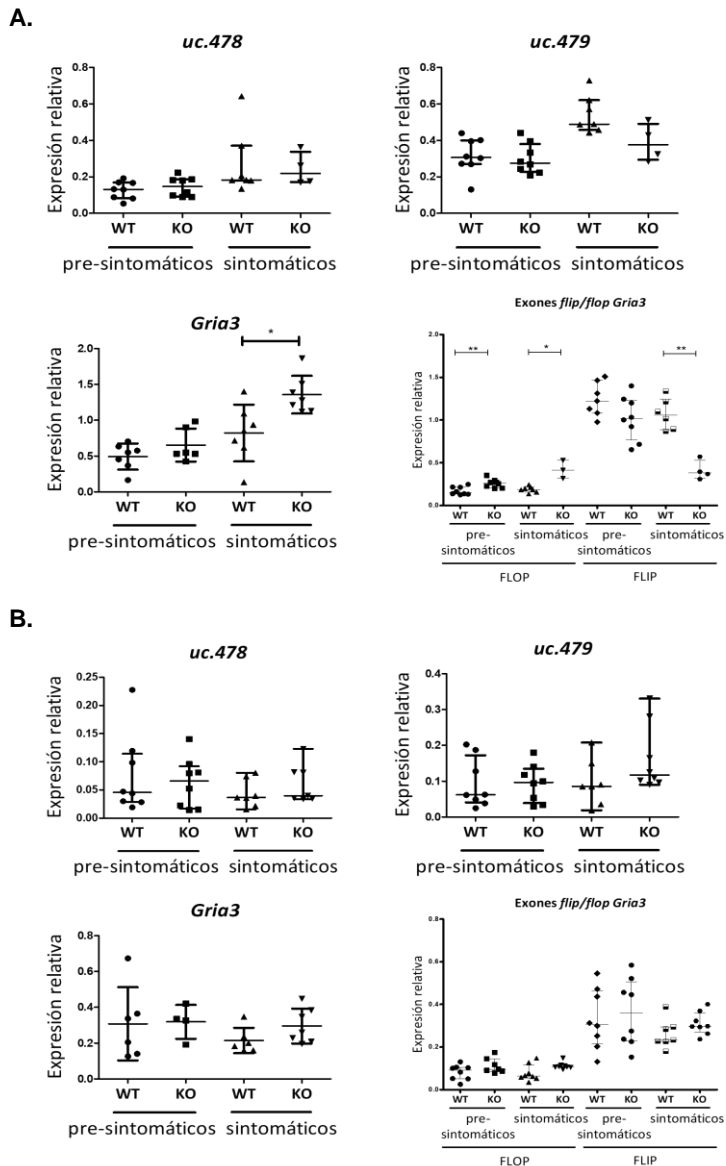 A.
uc.478
Expresión relativa
0.8
0.6
0.4
0.2
0.0
WT KO WT KO
pre-sintomáticos sintomáticos
uc.479
Expresión relativa
0.8
0.6
0.4
0.2
0.0
WT KO WT KO
pre-sintomáticos sintomáticos
Gria3
Expresión relativa
2.0
1.5
1.0
0.5
0.0
*
WT KO WT KO
pre-sintomáticos sintomáticos
Exones flip/flop Gria3
Expresión relativa
2.0
1.5
1.0
0.5
0.0
** * **
WT KO WT KO WT KO WT KO
pre- sintomáticos pre- sintomáticos
sintomáticos sintomáticos
FLOP FLIP
B.
uc.478
Expresión relativa
0.25
0.20
0.15
0.10
0.05
0.00
WT KO WT KO
pre-sintomáticos sintomáticos
uc.479
Expresión relativa
0.4
0.3
0.2
0.1
0.0
WT KO WT KO
pre-sintomáticos sintomáticos
Gria3
Expresión relativa
0.8
0.6
0.4
0.2
0.0
WT KO WT KO
pre-sintomáticos sintomáticos
Exones flip/flop Gria3
Expresión relativa
0.8
0.6
0.4
0.2
0.0
WT KO WT KO WT KO WT KO
pre- sintomáticos pre- sintomáticos
sintomáticos sintomáticos
FLOP FLIP